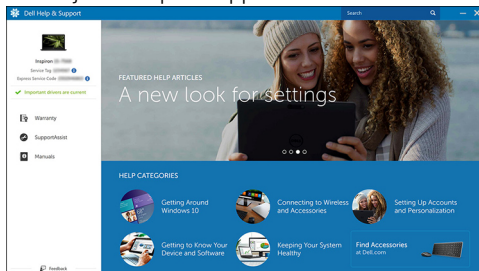 Dell Help & Support
Search
Inspiron
Service Tag
Express Service Code
Important drivers are current
Warranty
SupportAssist
Manuals
Feedback
FEATURED HELP ARTICLES
A new look for settings
HELP CATEGORIES
Getting Around
Windows 10
Connecting to Wireless
and Accessories
Setting Up Accounts
and Personalization
Getting to Know Your
Device and Software
Keeping Your System
Healthy
Find Accessories
at Dell.com